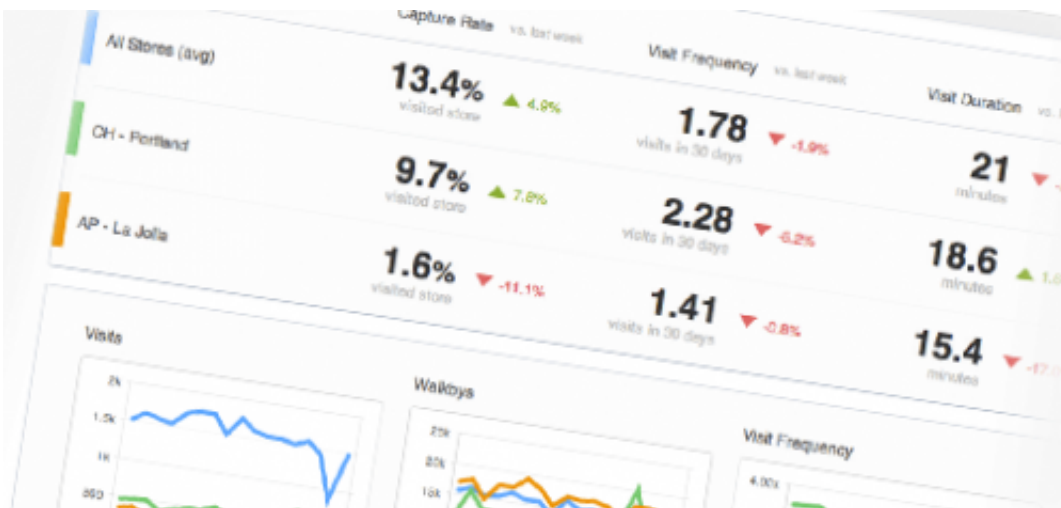 Capture Rate vs. last week
Visit Frequency vs. last week
Visit Duration vs.
All Stores (avg)
13.4% 4.9%
visited store
1.78 -1.9%
visits in 30 days
21
minutes
CH - Portland
9.7% 7.8%
visited store
2.28 -6.2%
visits in 30 days
18.6
minutes
AP - La Jolla
1.6% -11.1%
visited store
1.41 -0.8%
visits in 30 days
15.4
minutes
Visits
2k
1.5k
1K
Walkbys
25k
20k
15k
Visit Frequency
4.00x